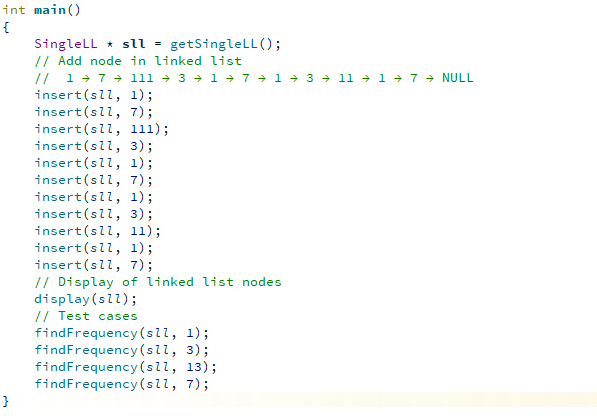 int main()
{
    SingleLL * sll = getSingleLL();
    // Add node in linked list
    //  1 → 7 → 111 → 3 → 1 → 7 → 1 → 3 → 11 → 1 → 7 → NULL
    insert(sll, 1);
    insert(sll, 7);
    insert(sll, 111);
    insert(sll, 3);
    insert(sll, 1);
    insert(sll, 7);
    insert(sll, 1);
    insert(sll, 3);
    insert(sll, 11);
    insert(sll, 1);
    insert(sll, 7);
    // Display of linked list nodes
    display(sll);
    // Test cases
    findFrequency(sll, 1);
    findFrequency(sll, 3);
    findFrequency(sll, 13);
    findFrequency(sll, 7);
}